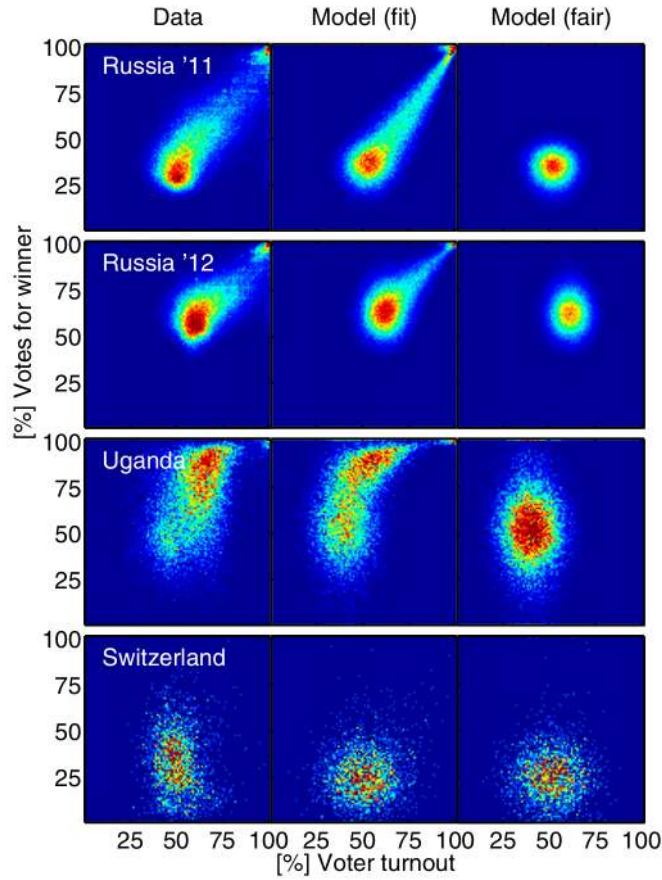 Data Model (fit) Model (fair)
[%] Votes for winner
100
75
50
25
Russia '11
100
75
50
25
Russia '12
100
75
50
25
Uganda
100
75
50
25
Switzerland
25 50 75 100 25 50 75 100 25 50 75 100
[%] Voter turnout